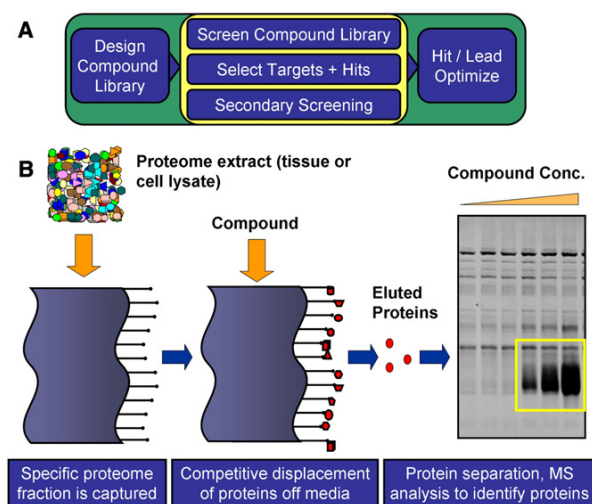 A
Design
Compound
Library
Screen Compound Library
Select Targets + Hits
Secondary Screening
Hit / Lead
Optimize
B
Proteome extract (tissue or
cell lysate)
Compound
Compound Conc.
Eluted
Proteins
Specific proteome
fraction is captured
Competitive displacement
of proteins off media
Protein separation, MS
analysis to identify proteins